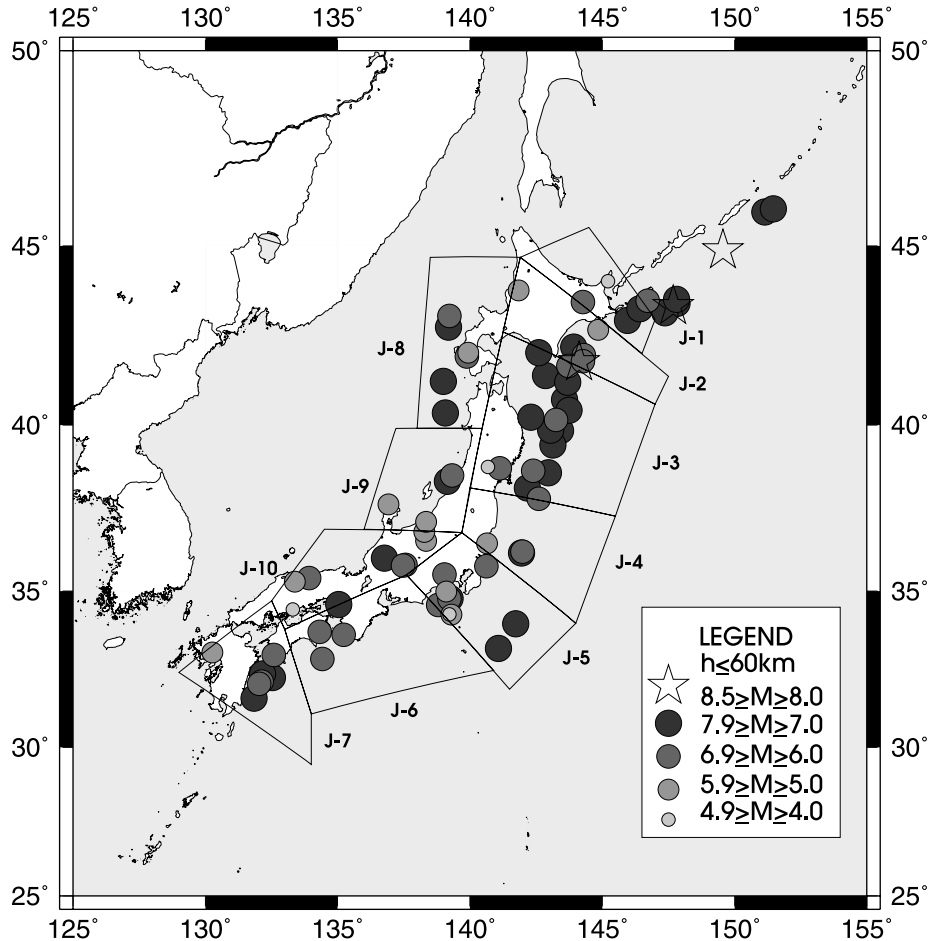 125° 130° 135° 140° 145° 150° 155°
50° 50°
45° 45°
J-1
J-8
J-2
40° 40°
J-3
J-9
J-10
J-4
35° 35°
J-5
J-6
J-7
LEGEND
h≤60km
8.5≥M≥8.0
7.9≥M≥7.0
6.9≥M≥6.0
5.9≥M≥5.0
4.9≥M≥4.0
30° 30°
25° 25°
125° 130° 135° 140° 145° 150° 155°